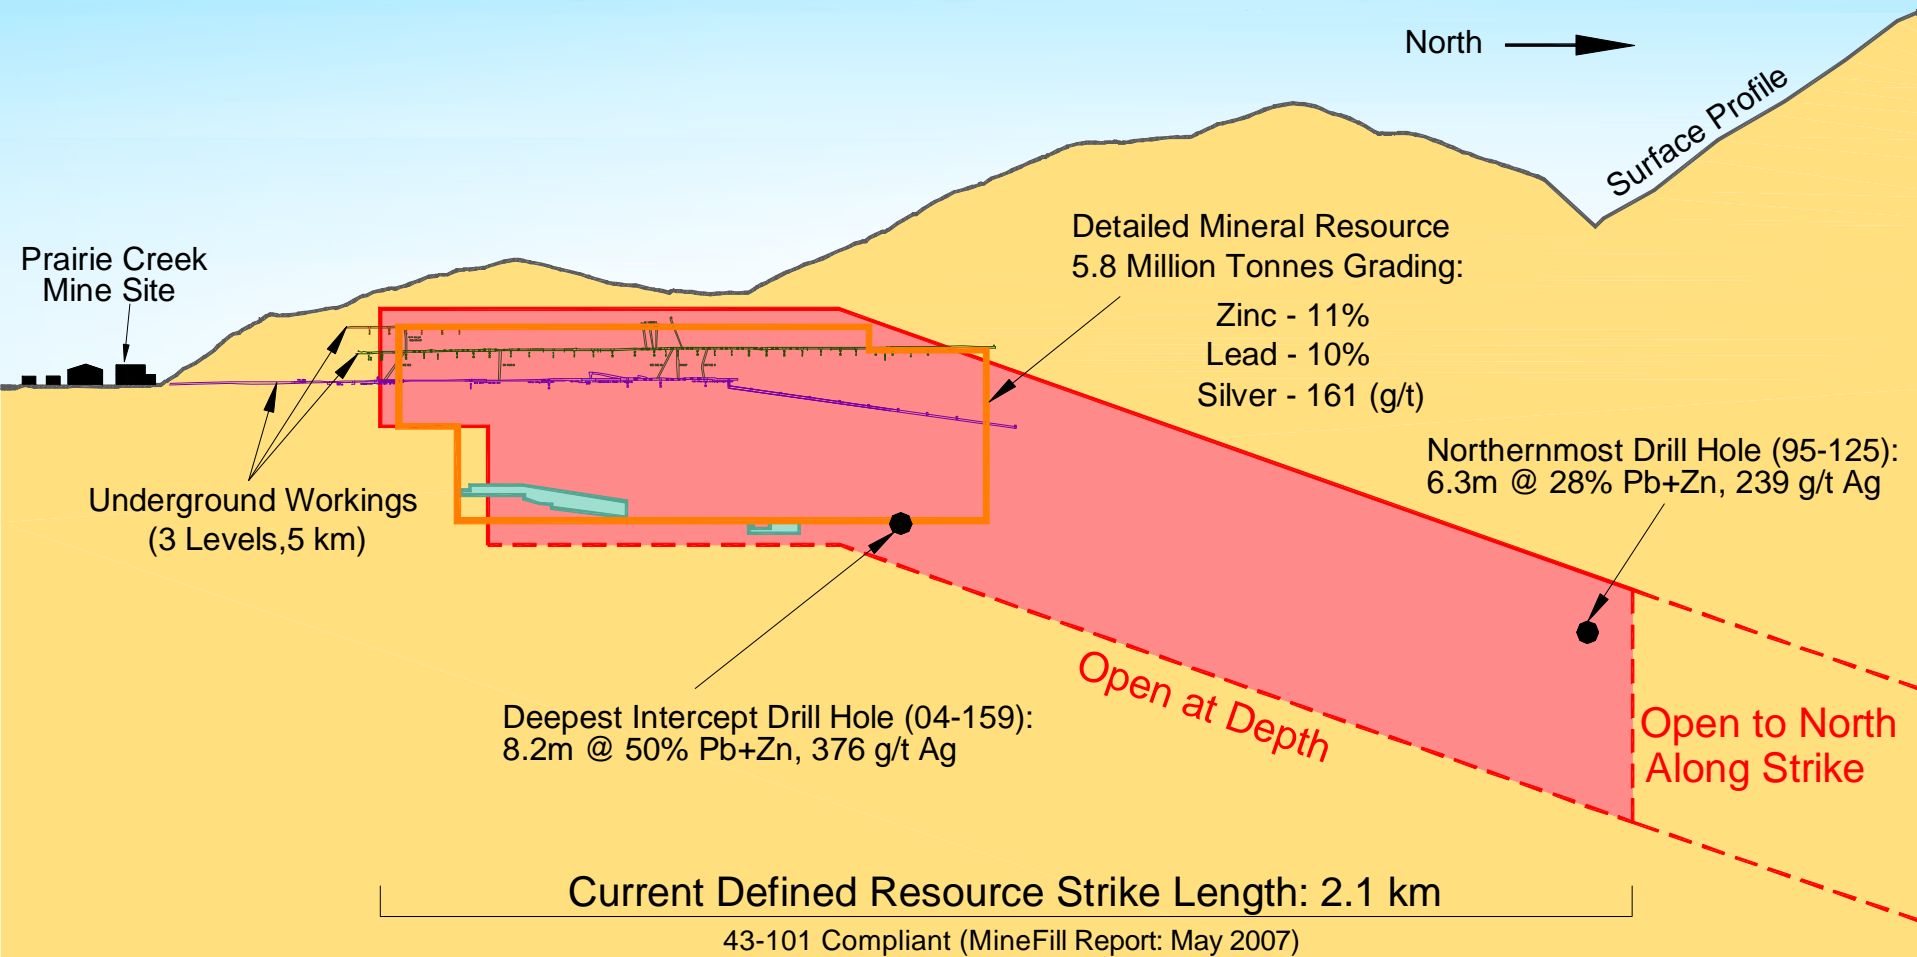 North
Surface Profile
Prairie Creek
Mine Site
Detailed Mineral Resource
5.8 Million Tonnes Grading:
Zinc - 11%
Lead - 10%
Silver - 161 (g/t)
Northernmost Drill Hole (95-125):
6.3m @ 28% Pb+Zn, 239 g/t Ag
Underground Workings
(3 Levels,5 km)
Deepest Intercept Drill Hole (04-159):
8.2m @ 50% Pb+Zn, 376 g/t Ag
Open at Depth
Open to North
Along Strike
Current Defined Resource Strike Length: 2.1 km
43-101 Compliant (MineFill Report: May 2007)